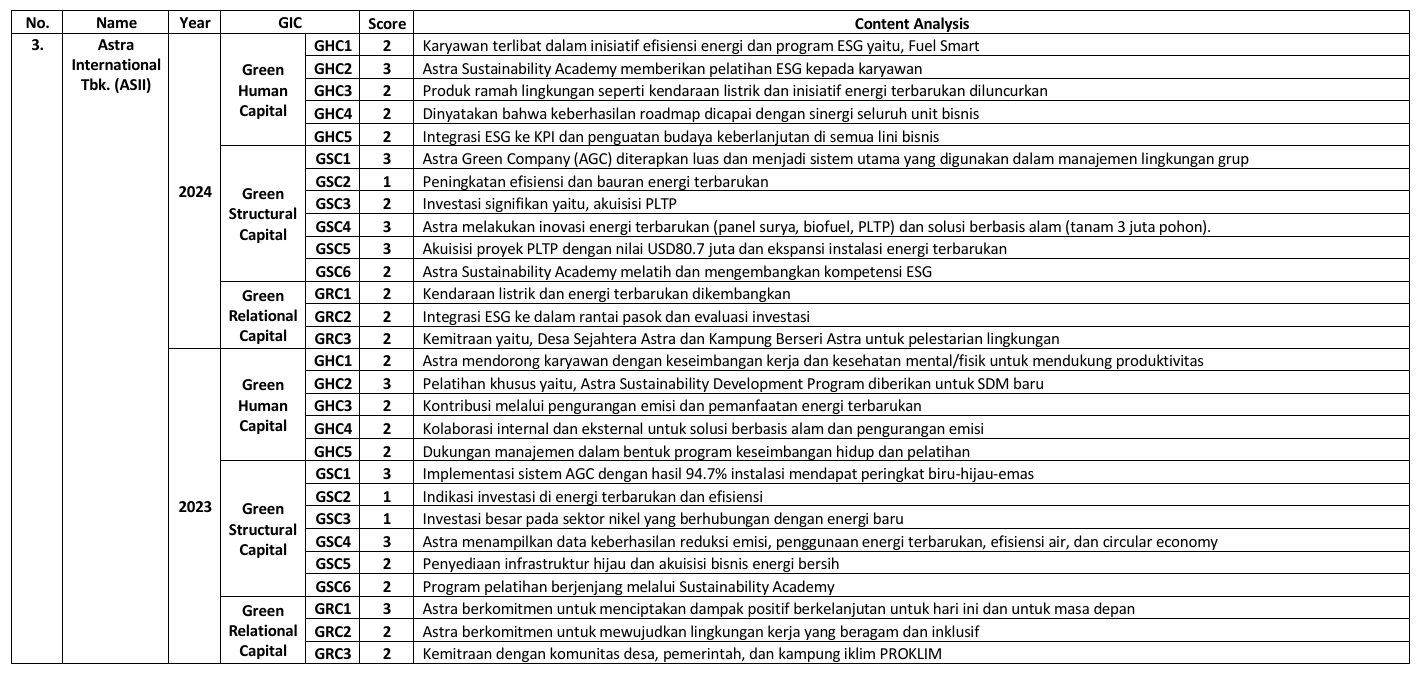 No. Name Year GIC Score Content Analysis
3. Astra International Tbk. (ASII)
2024
Green Human Capital
GHC1 2 Karyawan terlibat dalam inisiatif efisiensi energi dan program ESG yaitu, Fuel Smart
GHC2 3 Astra Sustainability Academy memberikan pelatihan ESG kepada karyawan
GHC3 2 Produk ramah lingkungan seperti kendaraan listrik dan inisiatif energi terbarukan diluncurkan
GHC4 2 Dinyatakan bahwa keberhasilan roadmap dicapai dengan sinergi seluruh unit bisnis
GHC5 2 Integrasi ESG ke KPI dan penguatan budaya keberlanjutan di semua lini bisnis
Green Structural Capital
GSC1 3 Astra Green Company (AGC) diterapkan luas dan menjadi sistem utama yang digunakan dalam manajemen lingkungan grup
GSC2 1 Peningkatan efisiensi dan bauran energi terbarukan
GSC3 2 Investasi signifikan yaitu, akuisisi PLTP
GSC4 3 Astra melakukan inovasi energi terbarukan (panel surya, biofuel, PLTP) dan solusi berbasis alam (tanam 3 juta pohon).
GSC5 3 Akuisisi proyek PLTP dengan nilai USD80.7 juta dan ekspansi instalasi energi terbarukan
GSC6 2 Astra Sustainability Academy melatih dan mengembangkan kompetensi ESG
Green Relational Capital
GRC1 2 Kendaraan listrik dan energi terbarukan dikembangkan
GRC2 2 Integrasi ESG ke dalam rantai pasok dan evaluasi investasi
GRC3 2 Kemitraan yaitu, Desa Sejahtera Astra dan Kampung Berseri Astra untuk pelestarian lingkungan
2023
Green Human Capital
GHC1 2 Astra mendorong karyawan dengan keseimbangan kerja dan kesehatan mental/fisik untuk mendukung produktivitas
GHC2 3 Pelatihan khusus yaitu, Astra Sustainability Development Program diberikan untuk SDM baru
GHC3 2 Kontribusi melalui pengurangan emisi dan pemanfaatan energi terbarukan
GHC4 2 Kolaborasi internal dan eksternal untuk solusi berbasis alam dan pengurangan emisi
GHC5 2 Dukungan manajemen dalam bentuk program keseimbangan hidup dan pelatihan
Green Structural Capital
GSC1 3 Implementasi sistem AGC dengan hasil 94.7% instalasi mendapat peringkat biru-hijau-emas
GSC2 1 Indikasi investasi di energi terbarukan dan efisiensi
GSC3 1 Investasi besar pada sektor nikel yang berhubungan dengan energi baru
GSC4 3 Astra menampilkan data keberhasilan reduksi emisi, penggunaan energi terbarukan, efisiensi air, dan circular economy
GSC5 2 Penyediaan infrastruktur hijau dan akuisisi bisnis energi bersih
GSC6 2 Program pelatihan berjenjang melalui Sustainability Academy
Green Relational Capital
GRC1 3 Astra berkomitmen untuk menciptakan dampak positif berkelanjutan untuk hari ini dan untuk masa depan
GRC2 2 Astra berkomitmen untuk mewujudkan lingkungan kerja yang beragam dan inklusif
GRC3 2 Kemitraan dengan komunitas desa, pemerintah, dan kampung iklim PROKLIM